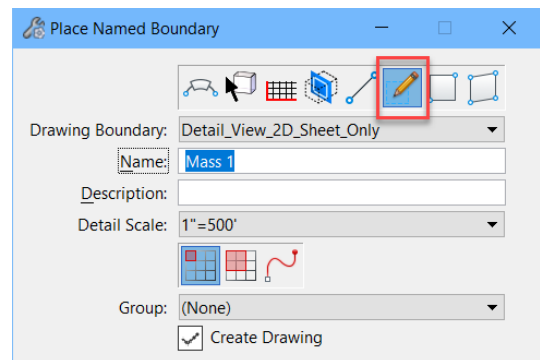 Place Named Boundary
Drawing Boundary: Detail_View_2D_Sheet_Only
Name: Mass 1
Description:
Detail Scale: 1"=500'
Group: (None)
Create Drawing